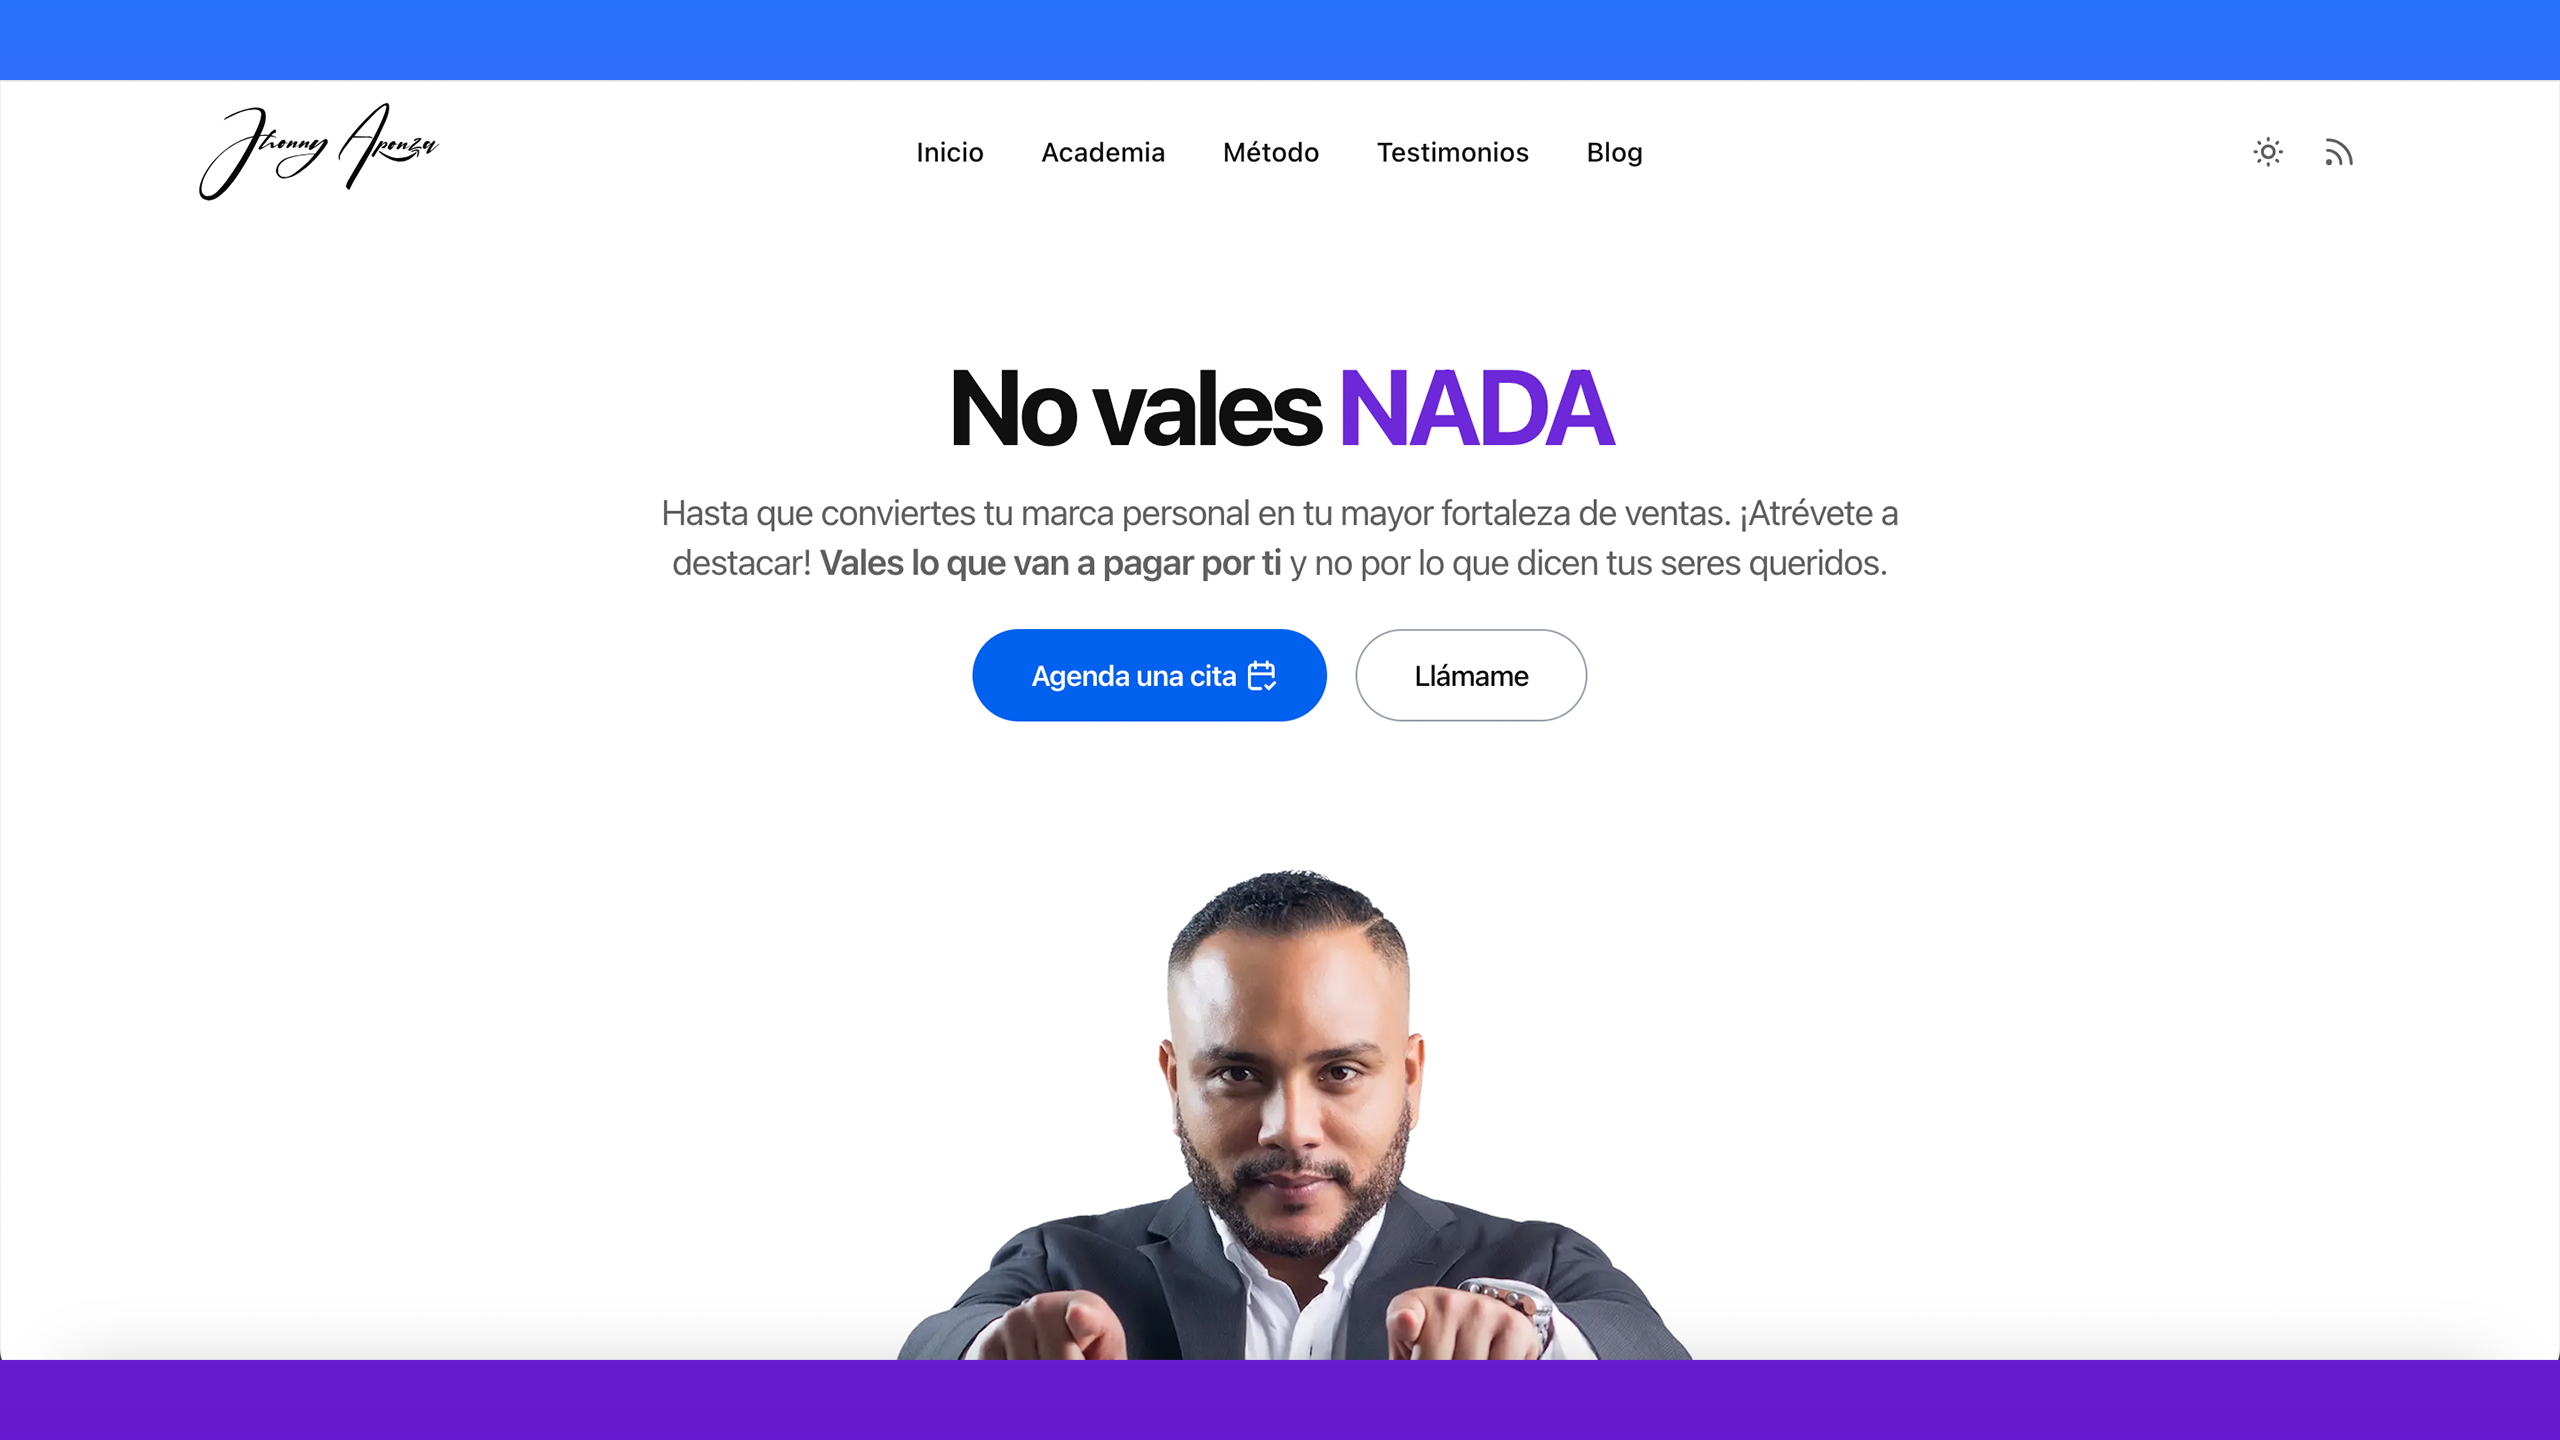 Jhonny Aponza
Inicio Academia Método Testimonios Blog
No vales NADA
Hasta que conviertes tu marca personal en tu mayor fortaleza de ventas. ¡Atrévete a
destacar! Vales lo que van a pagar por ti y no por lo que dicen tus seres queridos.
Agenda una cita Llámame